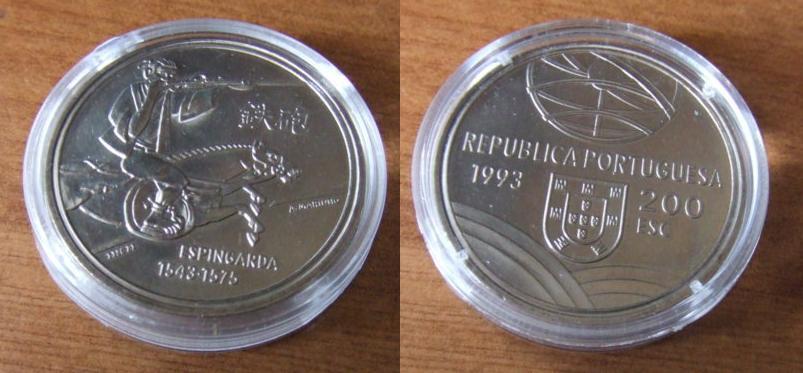 鉄砲
ESPINGARDA
1543-1575
REPUBLICA PORTUGUESA
1993
200
ESC